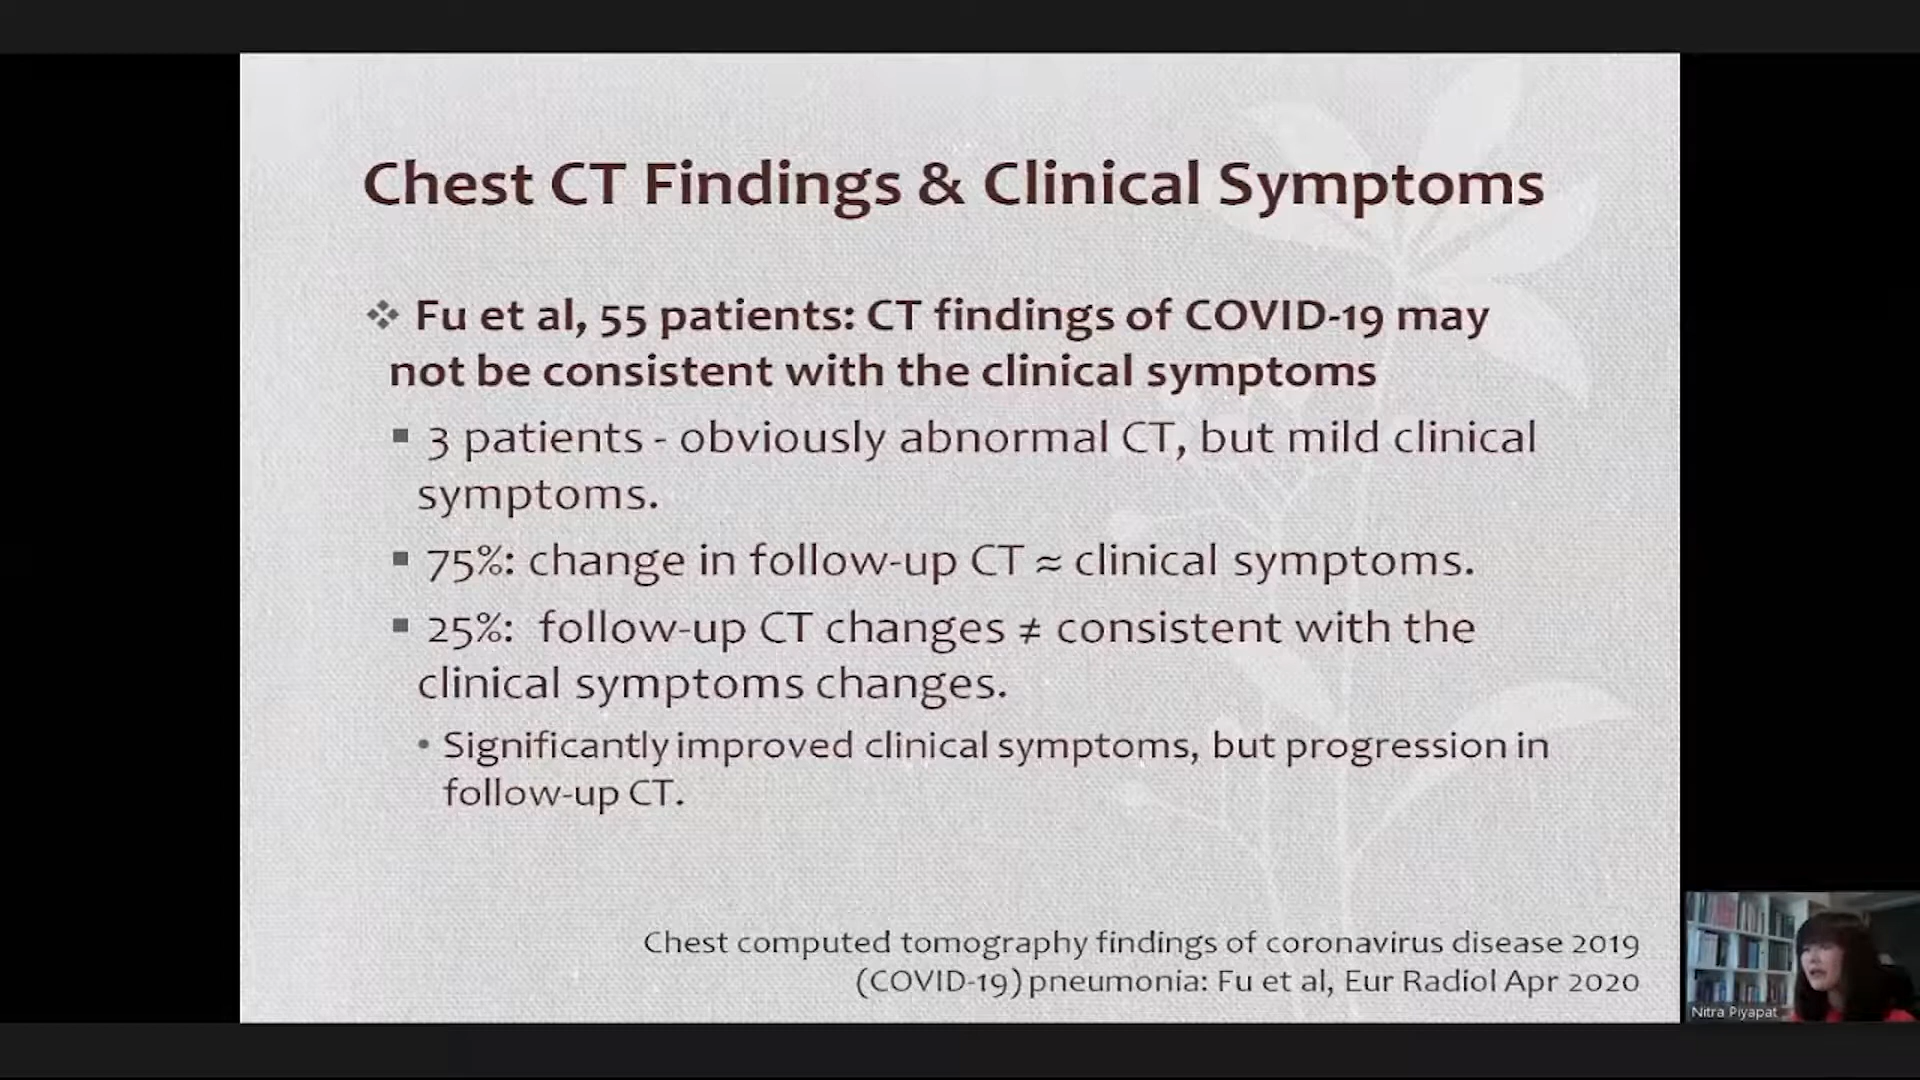 Chest CT Findings & Clinical Symptoms
Fu et al, 55 patients: CT findings of COVID-19 may
not be consistent with the clinical symptoms
3 patients - obviously abnormal CT, but mild clinical
symptoms.
75%: change in follow-up CT ≈ clinical symptoms.
25%: follow-up CT changes ≠ consistent with the
clinical symptoms changes.
Significantly improved clinical symptoms, but progression in
follow-up CT.
Chest computed tomography findings of coronavirus disease 2019
(COVID-19) pneumonia: Fu et al, Eur Radiol Apr 2020
Nitra Piyapat